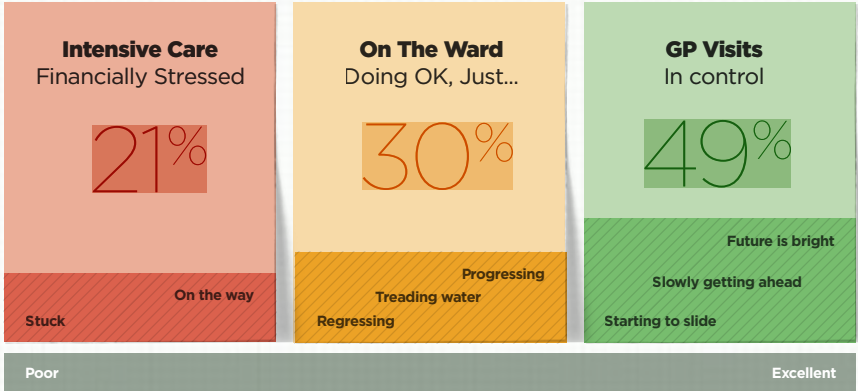 Intensive Care
Financially Stressed
21%
On the way
Stuck
On The Ward
Doing OK, Just...
30%
Progressing
Treading water
Regressing
GP Visits
In control
49%
Future is bright
Slowly getting ahead
Starting to slide
Poor
Excellent